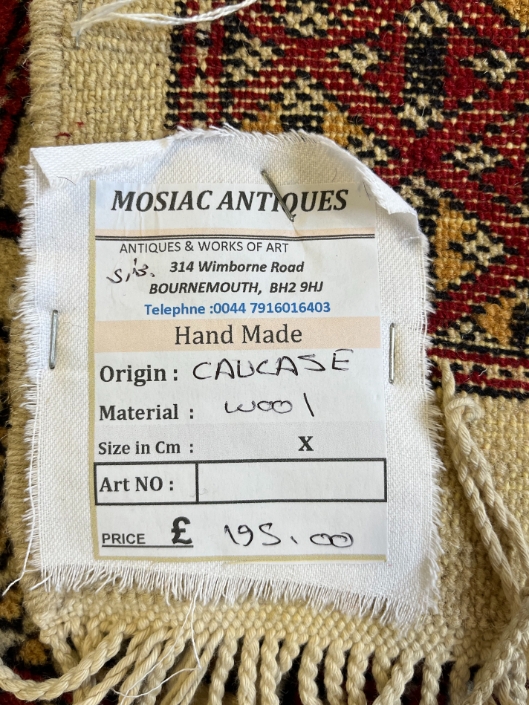 MOSIAC ANTIQUES
ANTIQUES & WORKS OF ART
314 Wimborne Road
BOURNEMOUTH, BH2 9HJ
Telephne :0044 7916016403
Hand Made
Origin : CAUCASE
Material : wool
Size in Cm : X
Art NO :
PRICE £ 195.00